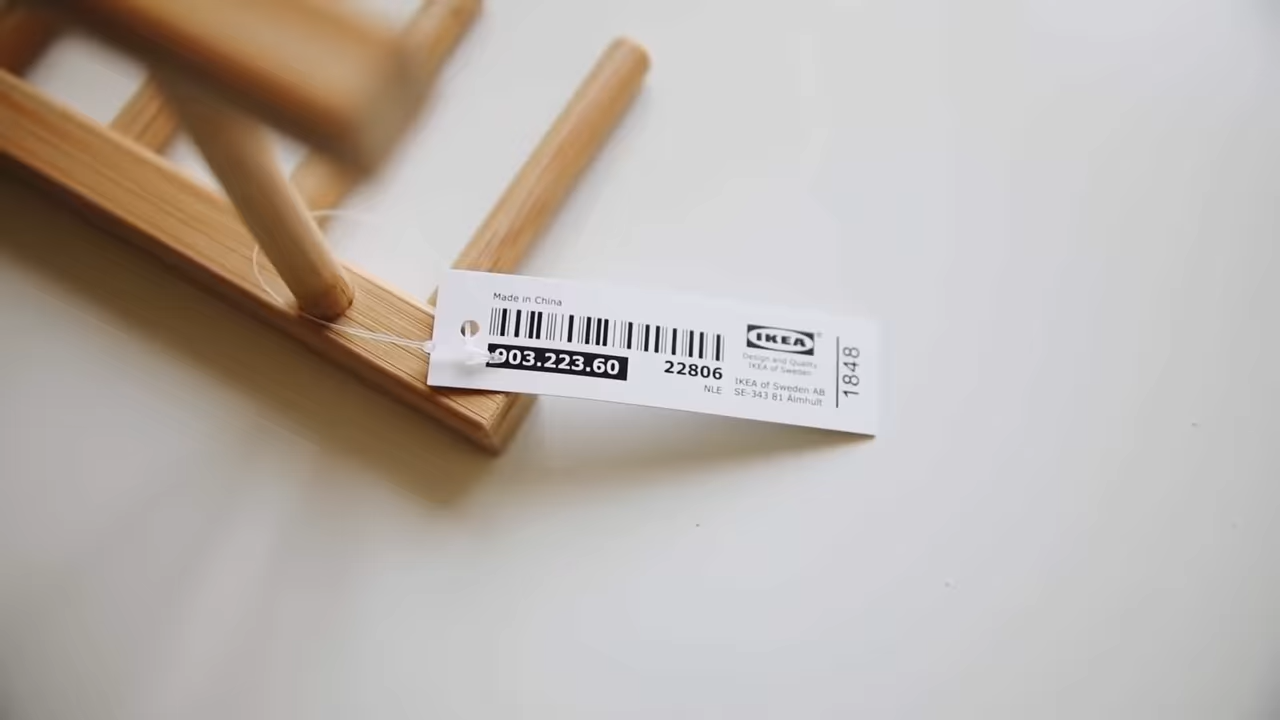 Made in China
903.223.60
22806
NLE
IKEA
Design and Quality
IKEA of Sweden
IKEA of Sweden AB
SE-343 81 Älmhult
1848